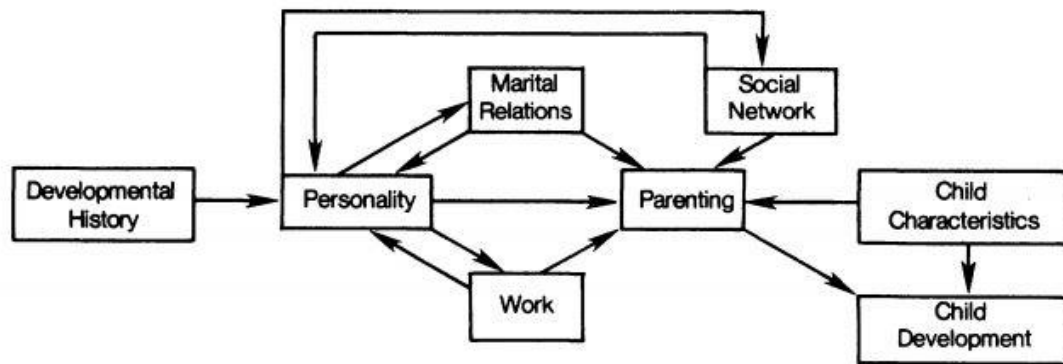 Marital
Relations
Social
Network
Developmental
History
Personality
Parenting
Child
Characteristics
Work
Child
Development